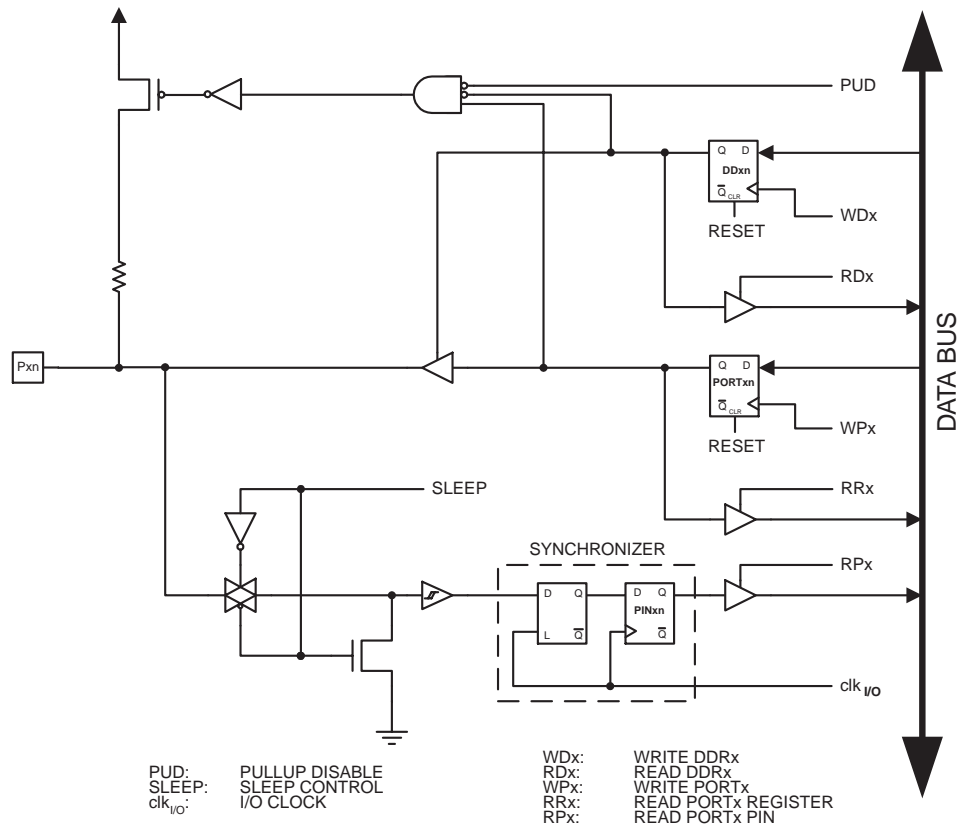 PUD
Q D
DDxn
Q CLR
WDx
RESET
RDx
Pxn
Q D
PORTxn
Q CLR
WPx
RESET
DATA BUS
SLEEP
RRx
SYNCHRONIZER
RPx
D Q
L Q
D Q
PINxn
Q
clk I/O
PUD: PULLUP DISABLE
SLEEP: SLEEP CONTROL
clk I/O: I/O CLOCK
WDx: WRITE DDRx
RDx: READ DDRx
WPx: WRITE PORTx
RRx: READ PORTx REGISTER
RPx: READ PORTx PIN